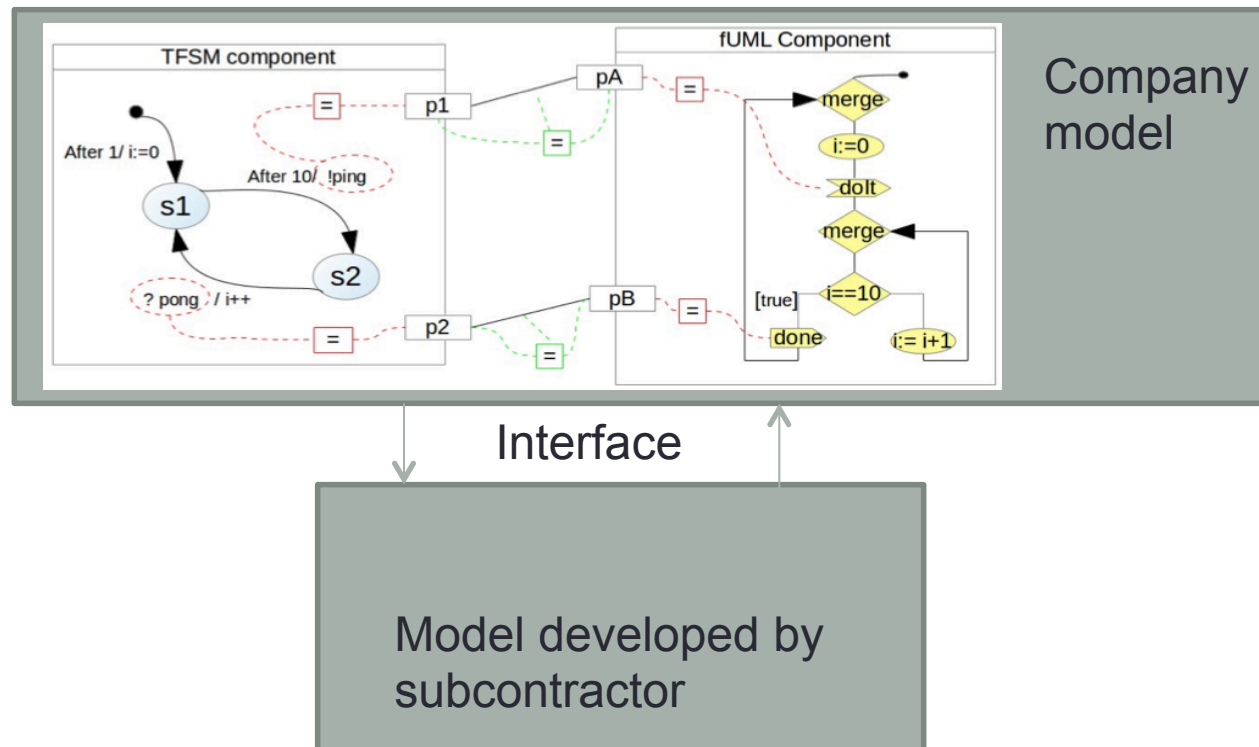 TFSM component
fUML Component
Company
model
p1
pA
=
=
=
merge
i:=0
After 1/ i:=0
After 10/ !ping
doIt
s1
merge
s2
? pong / i++
pB
[true]
i==10
=
p2
=
=
done
i:= i+1
Interface
Model developed by
subcontractor